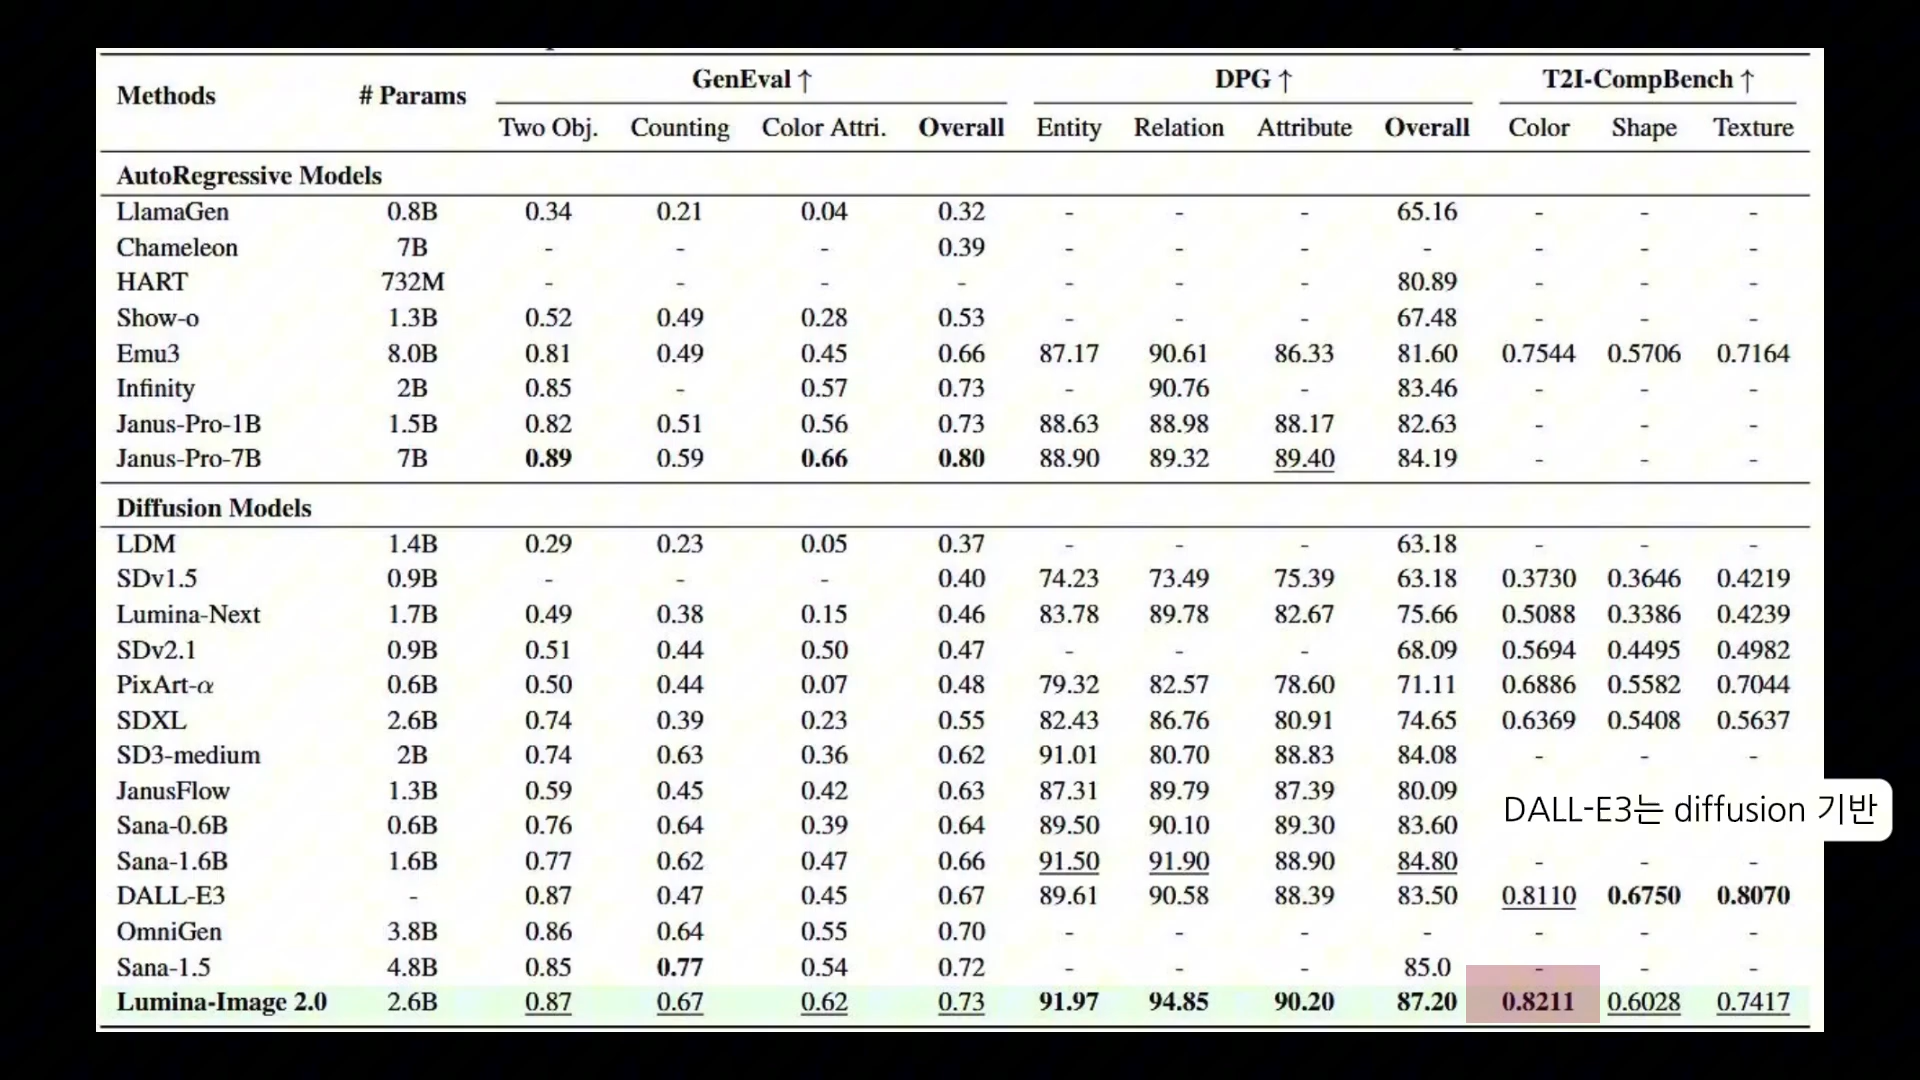 Methods # Params GenEval ↑ DPG ↑ T2I-CompBench ↑
Two Obj. Counting Color Attri. Overall Entity Relation Attribute Overall Color Shape Texture
AutoRegressive Models
LlamaGen 0.8B 0.34 0.21 0.04 0.32 - - - 65.16 - - -
Chameleon 7B - - - 0.39 - - - - - - -
HART 732M - - - - - - - 80.89 - - -
Show-o 1.3B 0.52 0.49 0.28 0.53 - - - 67.48 - - -
Emu3 8.0B 0.81 0.49 0.45 0.66 87.17 90.61 86.33 81.60 0.7544 0.5706 0.7164
Infinity 2B 0.85 - 0.57 0.73 - 90.76 - 83.46 - - -
Janus-Pro-1B 1.5B 0.82 0.51 0.56 0.73 88.63 88.98 88.17 82.63 - - -
Janus-Pro-7B 7B 0.89 0.59 0.66 0.80 88.90 89.32 89.40 84.19 - - -
Diffusion Models
LDM 1.4B 0.29 0.23 0.05 0.37 - - - 63.18 - - -
SDv1.5 0.9B - - - 0.40 74.23 73.49 75.39 63.18 0.3730 0.3646 0.4219
Lumina-Next 1.7B 0.49 0.38 0.15 0.46 83.78 89.78 82.67 75.66 0.5088 0.3386 0.4239
SDv2.1 0.9B 0.51 0.44 0.50 0.47 - - - 68.09 0.5694 0.4495 0.4982
PixArt-α 0.6B 0.50 0.44 0.07 0.48 79.32 82.57 78.60 71.11 0.6886 0.5582 0.7044
SDXL 2.6B 0.74 0.39 0.23 0.55 82.43 86.76 80.91 74.65 0.6369 0.5408 0.5637
SD3-medium 2B 0.74 0.63 0.36 0.62 91.01 80.70 88.83 84.08 - - -
JanusFlow 1.3B 0.59 0.45 0.42 0.63 87.31 89.79 87.39 80.09
DALL-E3는 diffusion 기반
Sana-0.6B 0.6B 0.76 0.64 0.39 0.64 89.50 90.10 89.30 83.60
Sana-1.6B 1.6B 0.77 0.62 0.47 0.66 91.50 91.90 88.90 84.80 - - -
DALL-E3 - 0.87 0.47 0.45 0.67 89.61 90.58 88.39 83.50 0.8110 0.6750 0.8070
OmniGen 3.8B 0.86 0.64 0.55 0.70 - - - - - - -
Sana-1.5 4.8B 0.85 0.77 0.54 0.72 - - - 85.0 - - -
Lumina-Image 2.0 2.6B 0.87 0.67 0.62 0.73 91.97 94.85 90.20 87.20 0.8211 0.6028 0.7417